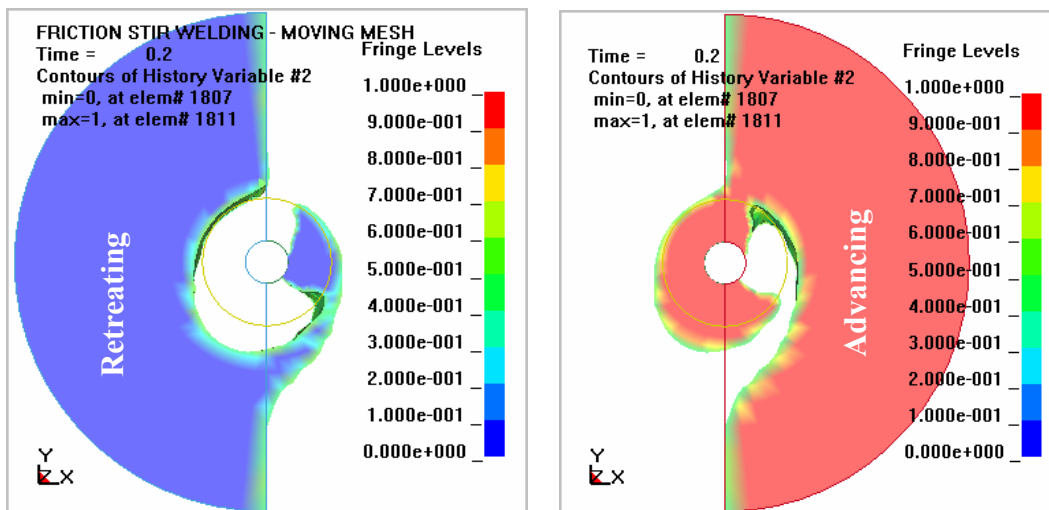 FRICTION STIR WELDING - MOVING MESH
Time = 0.2
Contours of History Variable #2
min=0, at elem# 1807
max=1, at elem# 1811
Fringe Levels
1.000e+000
9.000e-001
8.000e-001
7.000e-001
6.000e-001
5.000e-001
4.000e-001
3.000e-001
2.000e-001
1.000e-001
0.000e+000
Retreating
Y
Z X
Time = 0.2
Contours of History Variable #2
min=0, at elem# 1807
max=1, at elem# 1811
Fringe Levels
1.000e+000
9.000e-001
8.000e-001
7.000e-001
6.000e-001
5.000e-001
4.000e-001
3.000e-001
2.000e-001
1.000e-001
0.000e+000
Advancing
Y
Z X